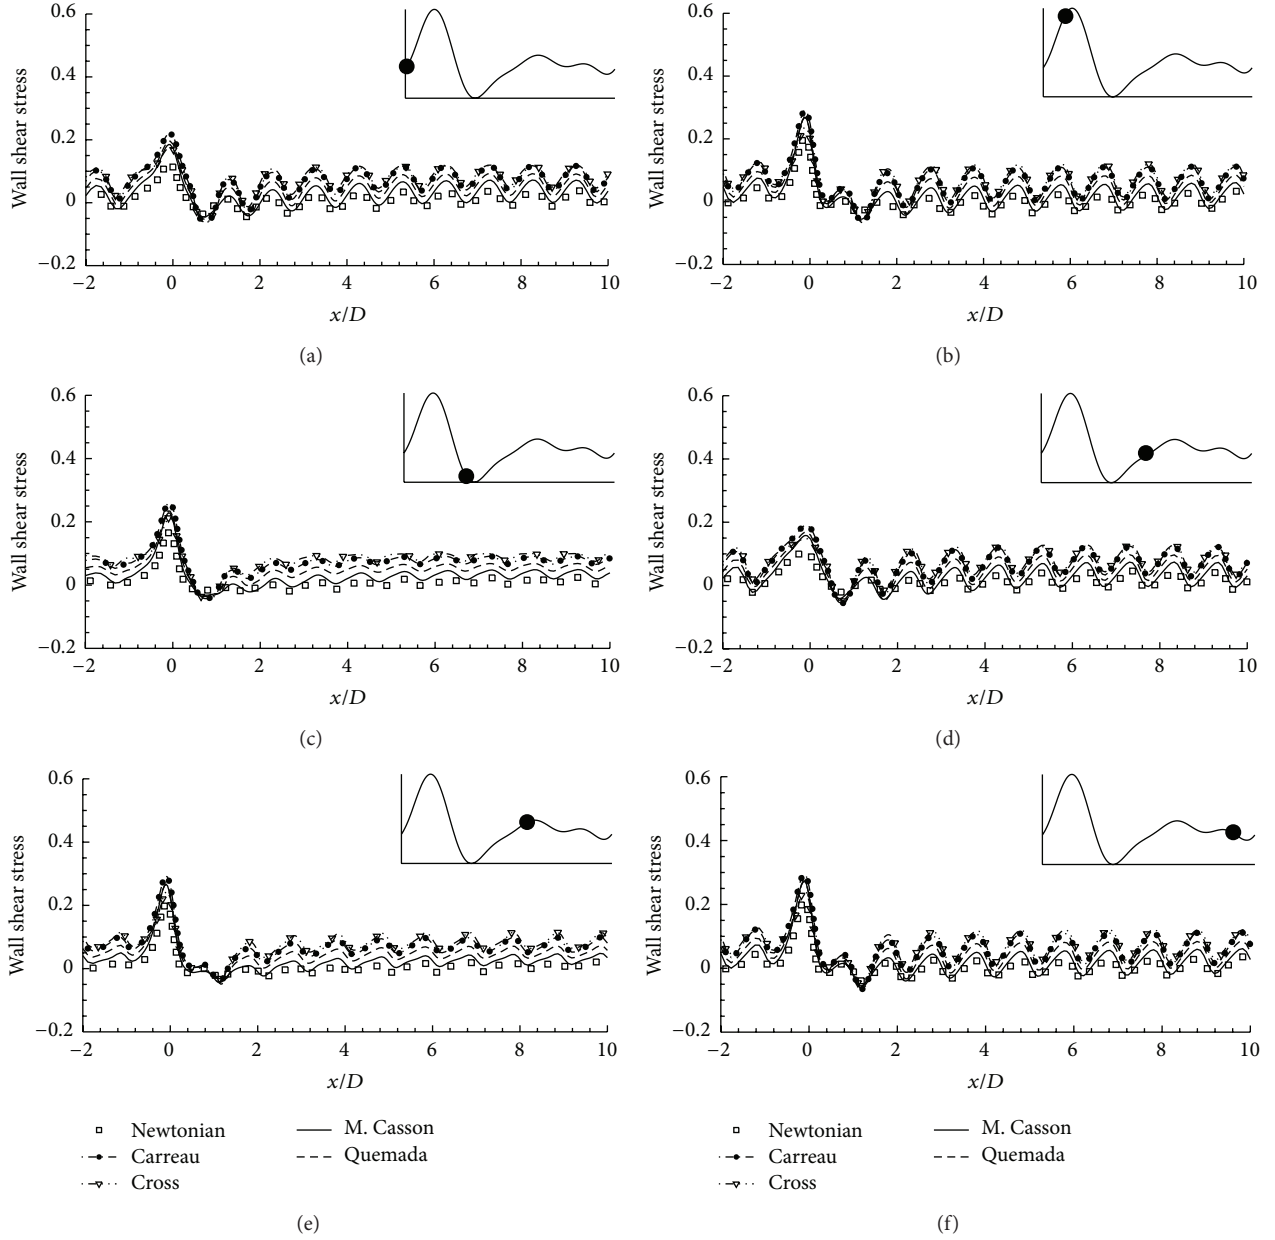 0.6
0.4
0.2
0
−0.2
Wall shear stress
−2 0 2 4 6 8 10
x/D
(a)
0.6
0.4
0.2
0
−0.2
Wall shear stress
−2 0 2 4 6 8 10
x/D
(b)
0.6
0.4
0.2
0
−0.2
Wall shear stress
−2 0 2 4 6 8 10
x/D
(c)
0.6
0.4
0.2
0
−0.2
Wall shear stress
−2 0 2 4 6 8 10
x/D
(d)
0.6
0.4
0.2
0
−0.2
Wall shear stress
−2 0 2 4 6 8 10
x/D
Newtonian
Carreau
Cross
M. Casson
Quemada
(e)
0.6
0.4
0.2
0
−0.2
Wall shear stress
−2 0 2 4 6 8 10
x/D
Newtonian
Carreau
Cross
M. Casson
Quemada
(f)